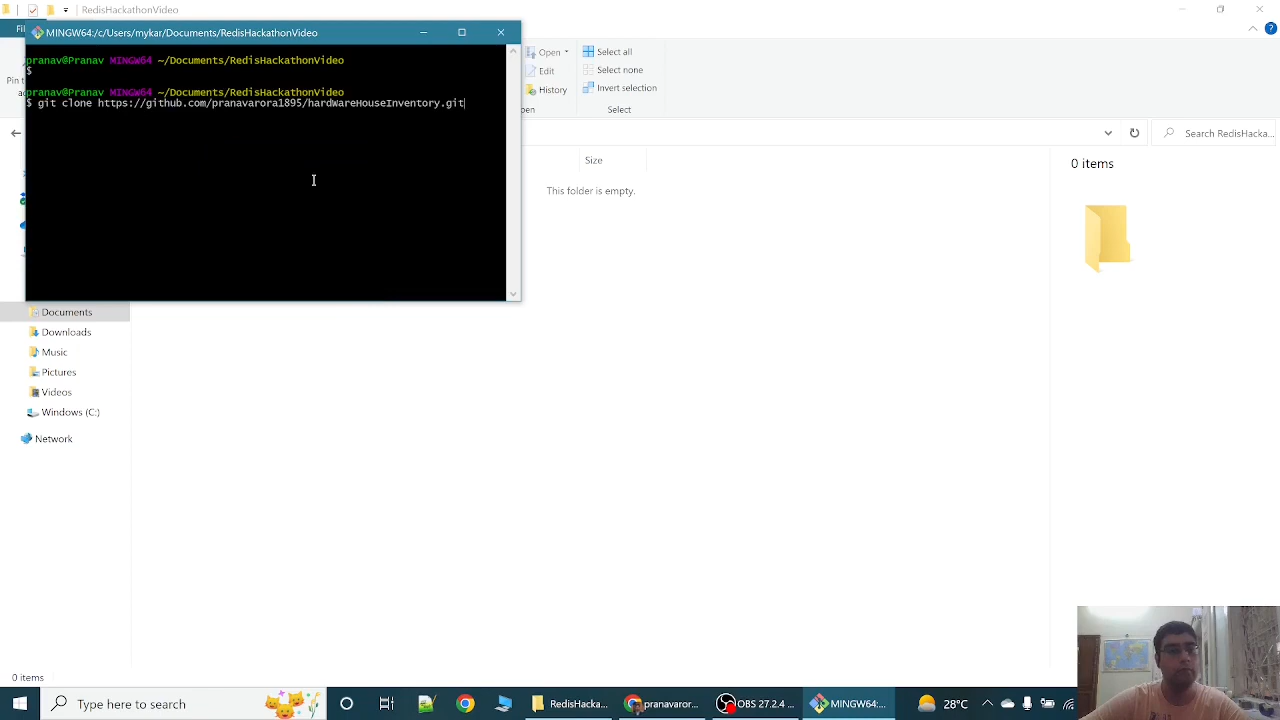 RedisHackathonVideo
MINGW64:/c/Users/mykar/Documents/RedisHackathonVideo
pranav@Pranav MINGW64 ~/Documents/RedisHackathonVideo
$
pranav@Pranav MINGW64 ~/Documents/RedisHackathonVideo
$ git clone https://github.com/pranavarora1895/hardWareHouseInventory.git
Open
Edit
History
Select all
Select none
Invert selection
Select
Search RedisHacka...
Size
This folder is empty.
0 items
Documents
Downloads
Music
Pictures
Videos
Windows (C:)
Network
0 items
Type here to search
RedisHacka...
pranavaror...
OBS 27.2.4 ...
MINGW64:...
28°C